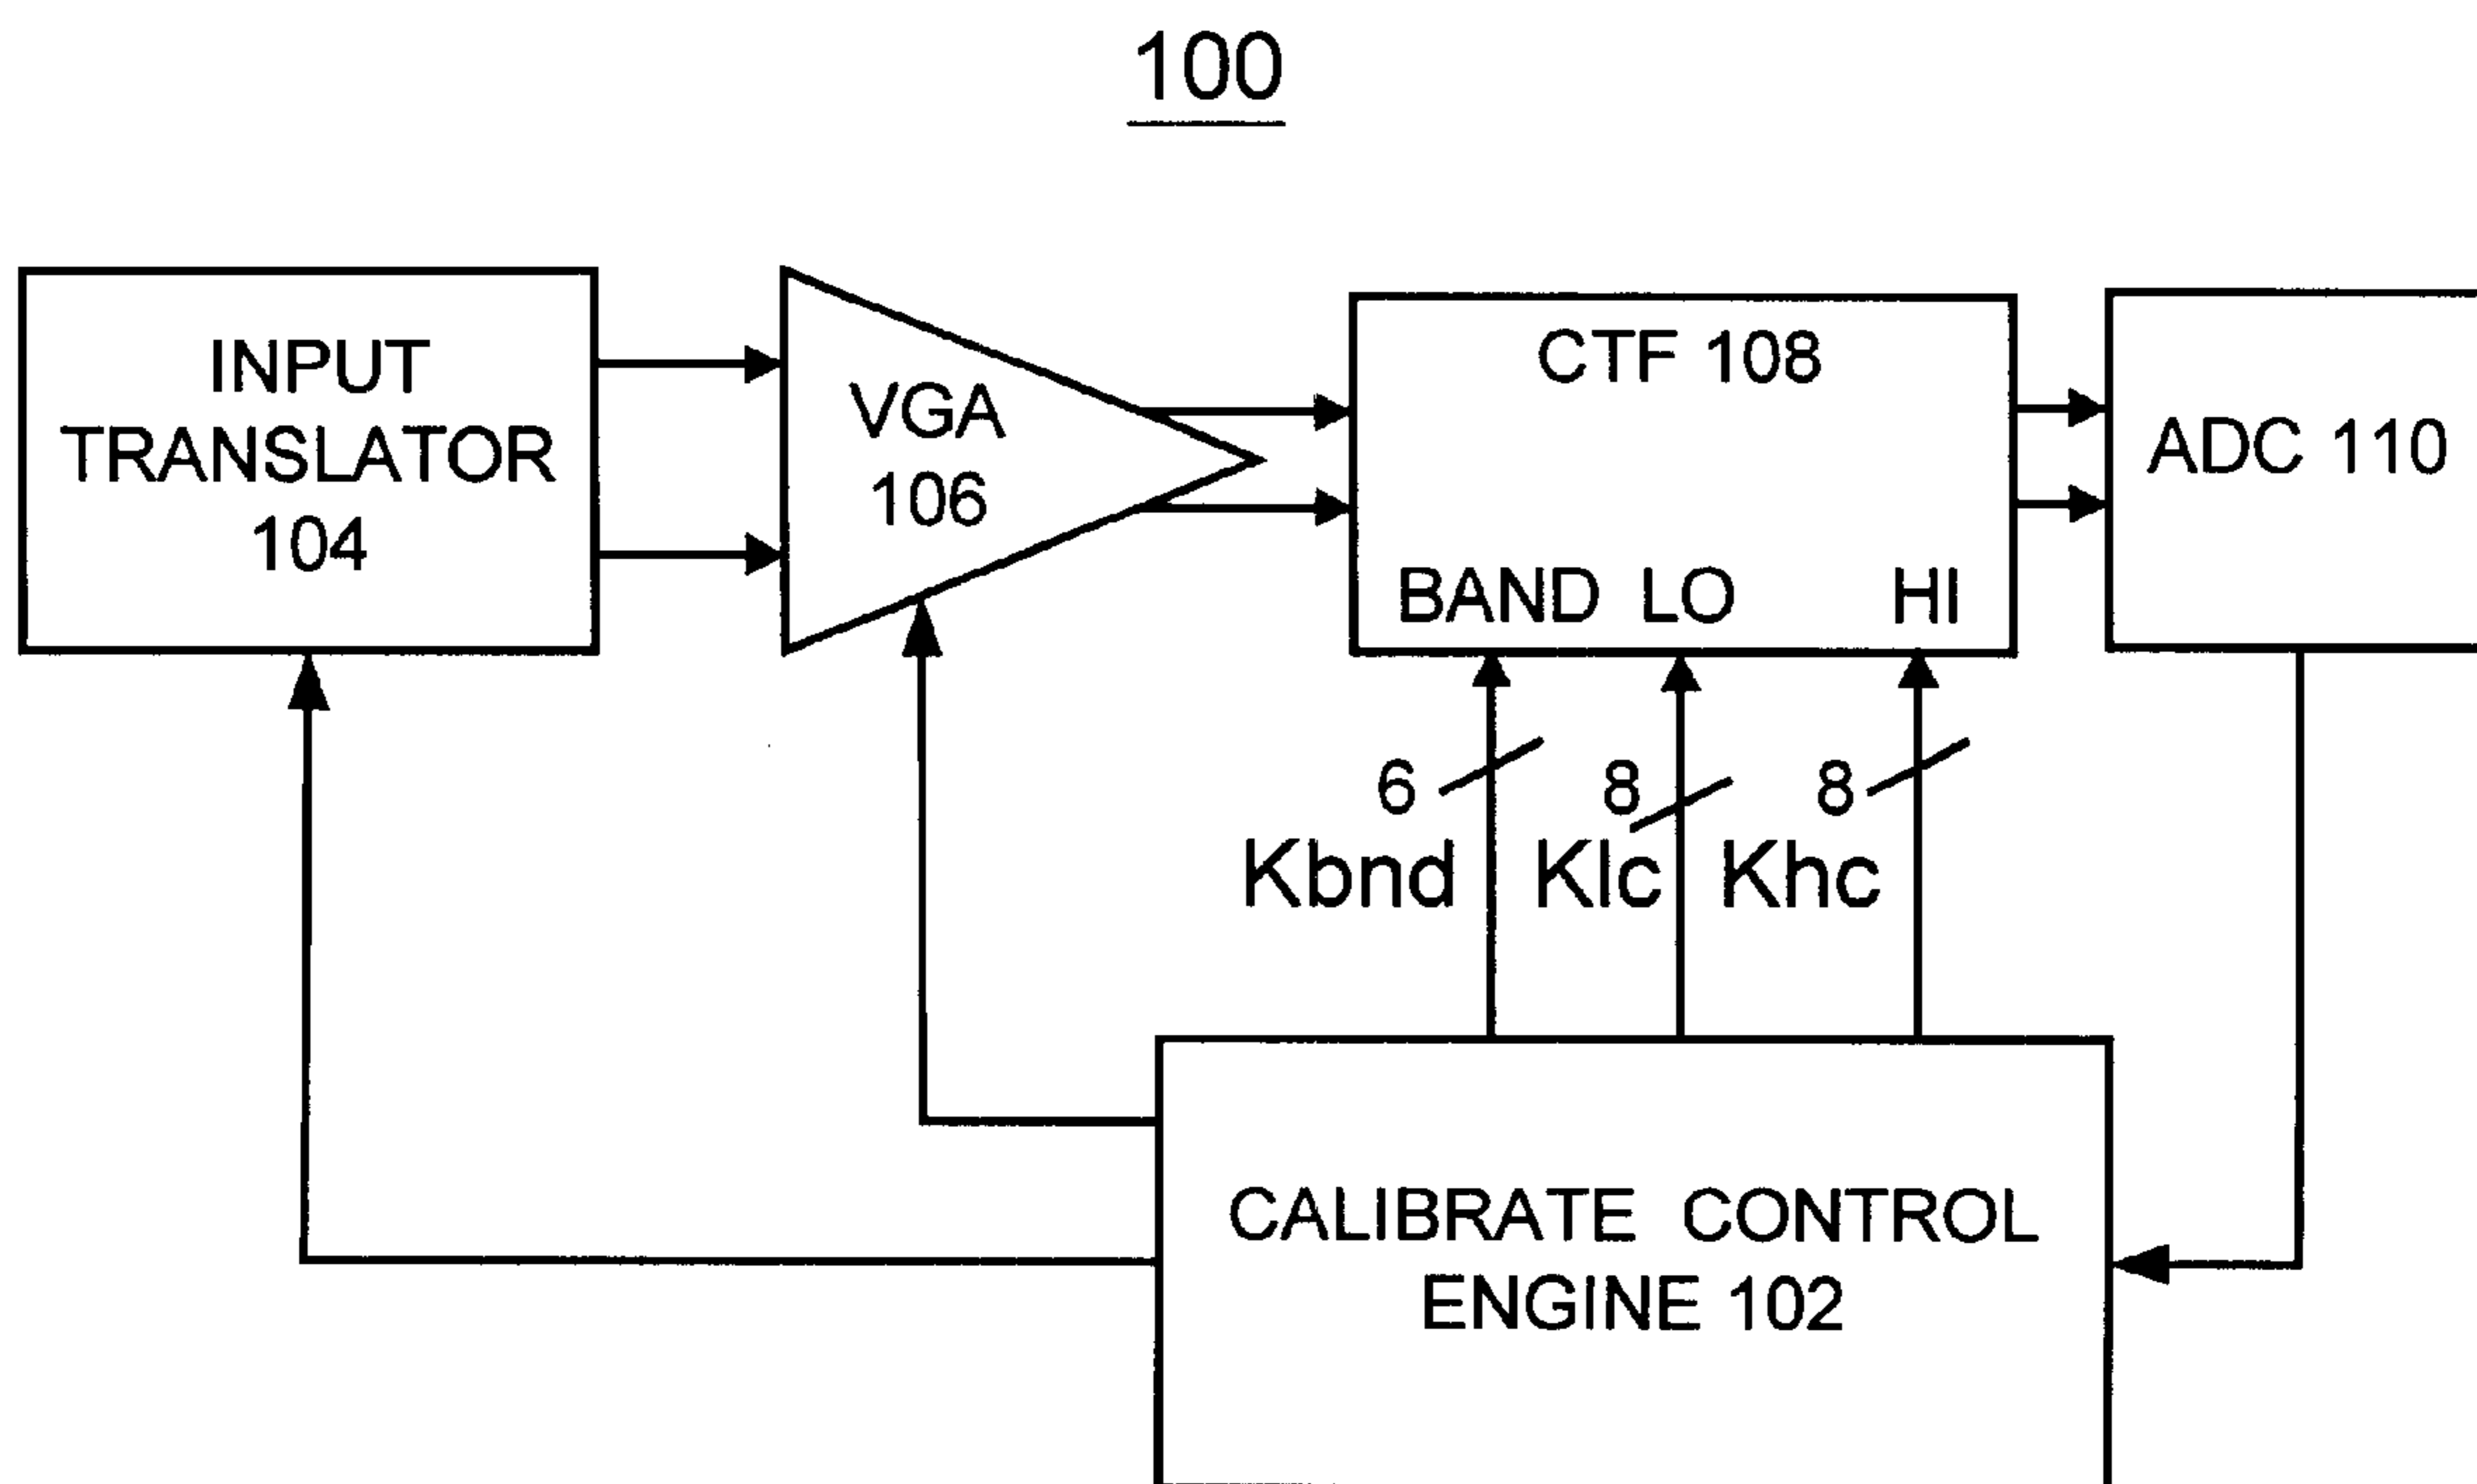 100
INPUT
TRANSLATOR
104
VGA
106
CTF 108
BAND LO HI
ADC 110
6 8 8
Kbnd Klc Khc
CALIBRATE CONTROL
ENGINE 102